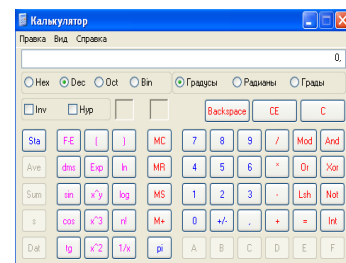 Калькулятор
Правка Вид Справка
0,
Hex Dec Oct Bin Градусы Радианы Грады
Inv Hyp Backspace CE C
Sta F-E ( ) MC 7 8 9 / Mod And
Ave dms Exp ln MR 4 5 6 * Or Xor
Sum sin x^y log MS 1 2 3 - Lsh Not
s cos x^3 n! M+ 0 +/- , + = Int
Dat tg x^2 1/x pi A B C D E F